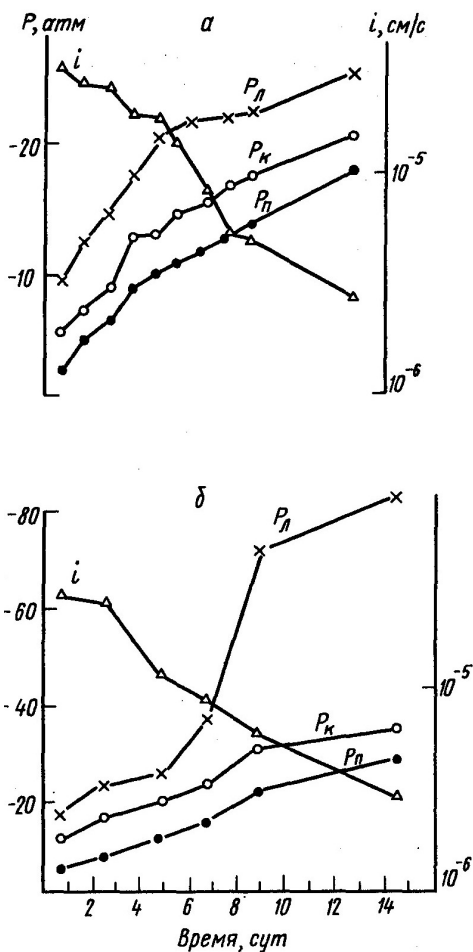 P, атм а i, см/с
i
Pл
-20
Pк
10⁻⁵
Pп
-10
10⁻⁶
-80 б
Pл
i
-60
10⁻⁵
-40
Pк
Pп
-20
10⁻⁶
2 4 6 8 10 12 14
Время, сут